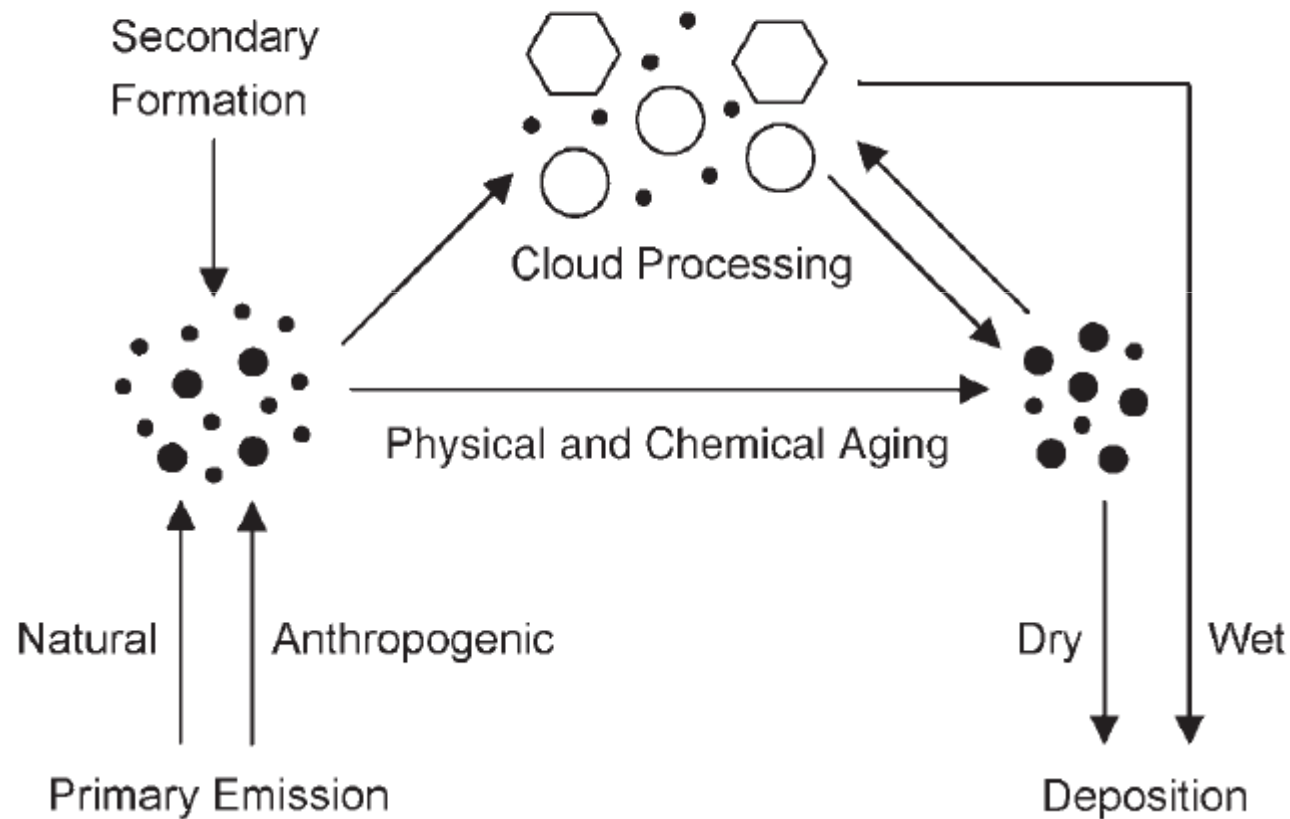 Secondary
Formation
Cloud Processing
Physical and Chemical Aging
Natural
Anthropogenic
Dry
Wet
Primary Emission
Deposition